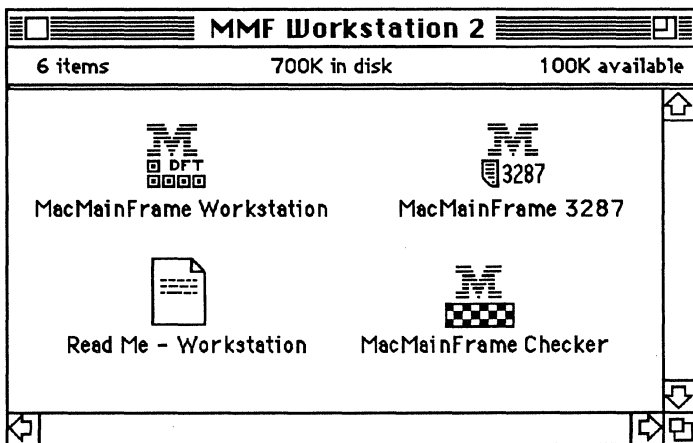 MMF Workstation 2
6 items 700K in disk 100K available
M M
DFT 3287
MacMainFrame Workstation MacMainFrame 3287
M
Read Me - Workstation MacMainFrame Checker